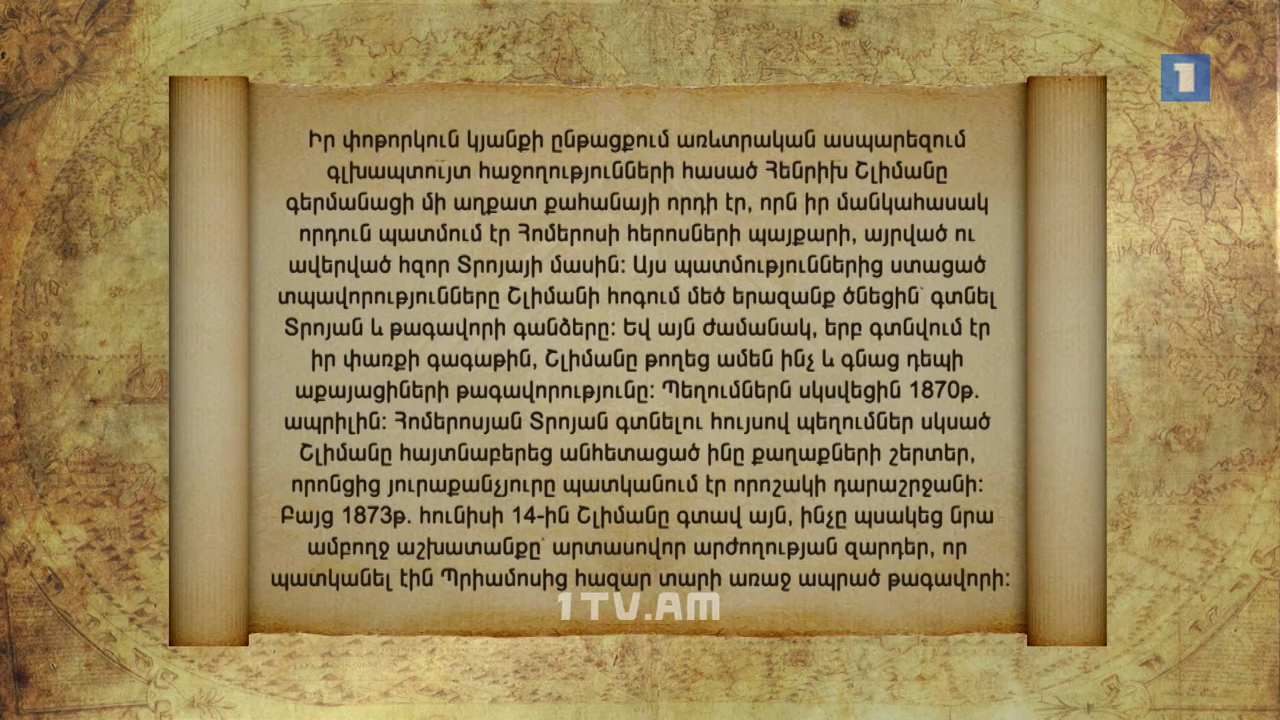 1
Իր փոթորկուն կյանքի ընթացքում առևտրական ասպարեզում
գլխապտույտ հաջողությունների հասած Հենրիխ Շլիմանը
գերմանացի մի աղքատ քահանայի որդի էր, որն իր մանկահասակ
որդուն պատմում էր Հոմերոսի հերոսների պայքարի, այրված ու
ավերված հզոր Տրոյայի մասին: Այս պատմություններից ստացած
տպավորությունները Շլիմանի հոգում մեծ երազանք ծնեցին՝ գտնել
Տրոյան և թագավորի գանձերը: Եվ այն ժամանակ, երբ գտնվում էր
իր փառքի գագաթին, Շլիմանը թողեց ամեն ինչ և գնաց դեպի
աքայացիների թագավորությունը: Պեղումներն սկսվեցին 1870թ.
ապրիլին: Հոմերոսյան Տրոյան գտնելու հույսով պեղումներ սկսած
Շլիմանը հայտնաբերեց անհետացած ինը քաղաքների շերտեր,
որոնցից յուրաքանչյուրը պատկանում էր որոշակի դարաշրջանի:
Բայց 1873թ. հունիսի 14-ին Շլիմանը գտավ այն, ինչը պսակեց նրա
ամբողջ աշխատանքը՝ արտասովոր արժողության զարդեր, որ
պատկանել էին Պրիամոսից հազար տարի առաջ ապրած թագավորի:
1TV.AM